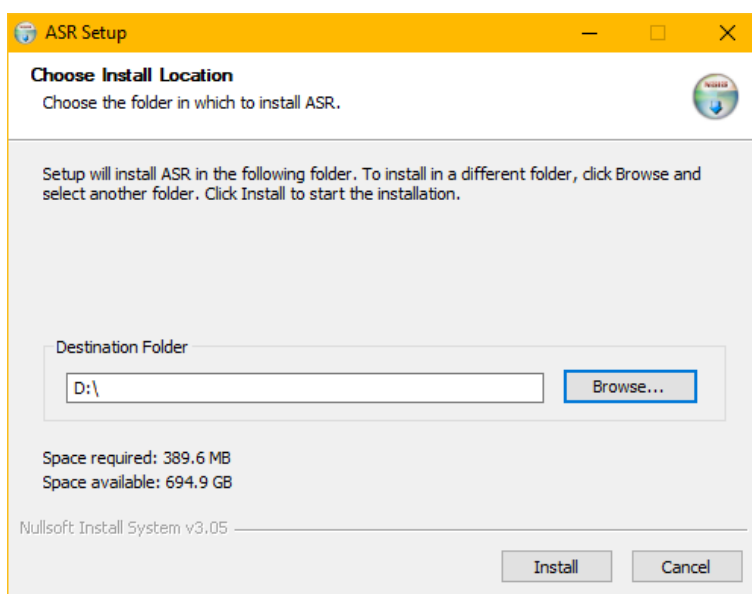 ASR Setup
Choose Install Location
Choose the folder in which to install ASR.
Setup will install ASR in the following folder. To install in a different folder, click Browse and
select another folder. Click Install to start the installation.
Destination Folder
D:\
Browse...
Space required: 389.6 MB
Space available: 694.9 GB
Nullsoft Install System v3.05
Install
Cancel